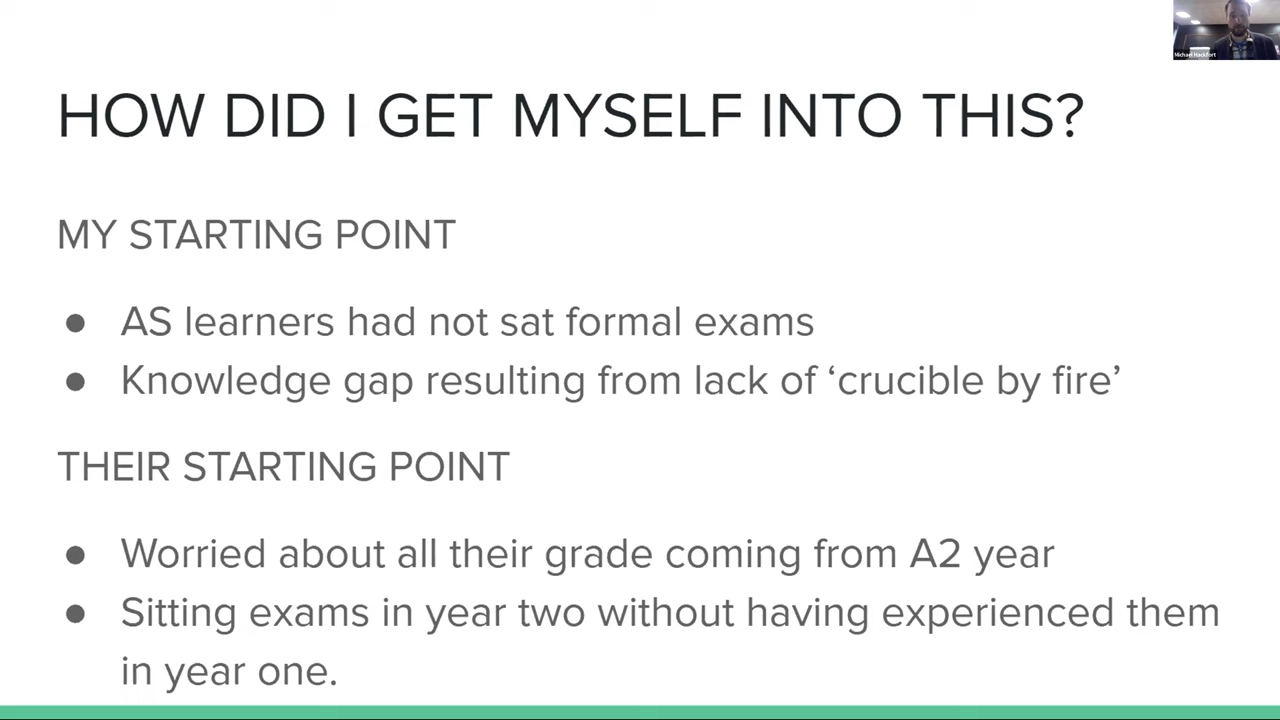 Michael Hackfort
HOW DID I GET MYSELF INTO THIS?
MY STARTING POINT
● AS learners had not sat formal exams
● Knowledge gap resulting from lack of ‘crucible by fire’
THEIR STARTING POINT
● Worried about all their grade coming from A2 year
● Sitting exams in year two without having experienced them
in year one.